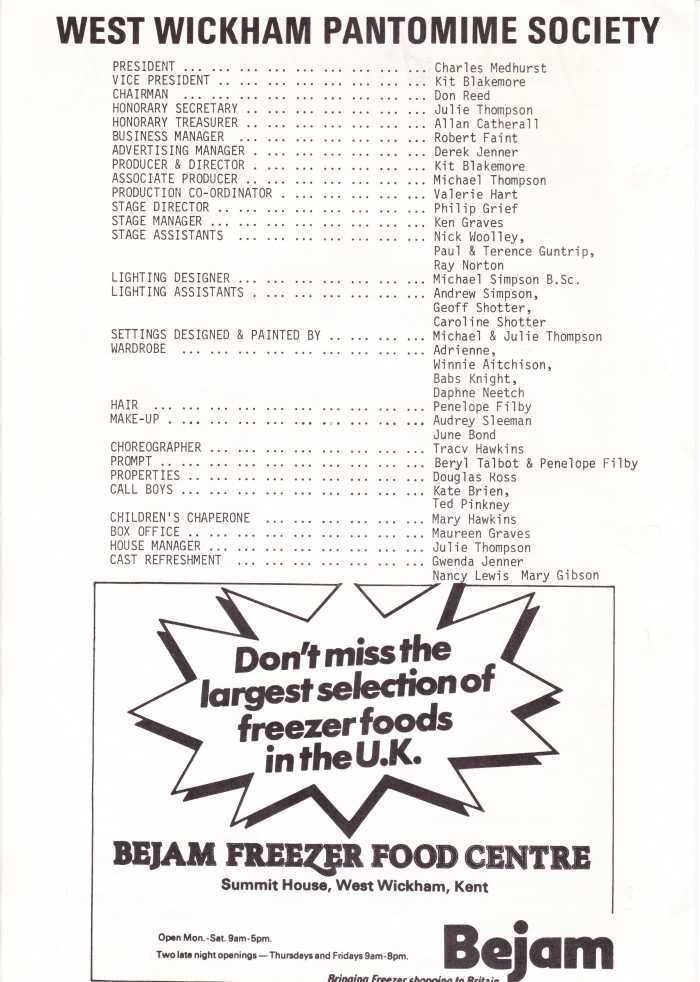 WEST WICKHAM PANTOMIME SOCIETY
PRESIDENT ... ... ... ... ... ... ... ... ... Charles Medhurst
VICE PRESIDENT .. ... ... ... ... ... ... ... Kit Blakemore
CHAIRMAN ... ... ... ... ... ... ... ... ... Don Reed
HONORARY SECRETARY .. ... ... ... ... ... ... Julie Thompson
HONORARY TREASURER .. ... ... ... ... ... ... Allan Catherall
BUSINESS MANAGER ... ... ... ... ... ... ... Robert Faint
ADVERTISING MANAGER . ... ... ... ... ... ... Derek Jenner
PRODUCER & DIRECTOR . ... ... ... ... ... ... Kit Blakemore
ASSOCIATE PRODUCER .. ... ... ... ... ... ... Michael Thompson
PRODUCTION CO-ORDINATOR . ... ... ... ... ... Valerie Hart
STAGE DIRECTOR .. ... ... ... ... ... ... ... Philip Grief
STAGE MANAGER ... ... ... ... ... ... ... ... Ken Graves
STAGE ASSISTANTS ... ... ... ... ... ... ... Nick Woolley,
Paul & Terence Guntrip,
Ray Norton
LIGHTING DESIGNER ... ... ... ... ... ... ... Michael Simpson B.Sc.
LIGHTING ASSISTANTS . ... ... ... ... ... ... Andrew Simpson,
Geoff Shotter,
Caroline Shotter
SETTINGS DESIGNED & PAINTED BY .. ... ... ... Michael & Julie Thompson
WARDROBE ... ... ... ... ... ... ... ... ... Adrienne,
Winnie Aitchison,
Babs Knight,
Daphne Neetch
HAIR ... ... ... ... ... ... ... ... ... ... Penelope Filby
MAKE-UP . ... ... ... ... ... ... ... ... ... Audrey Sleeman
June Bond
CHOREOGRAPHER ... ... ... ... ... ... ... ... Tracy Hawkins
PROMPT .. ... ... ... ... ... ... ... ... ... Beryl Talbot & Penelope Filby
PROPERTIES .. ... ... ... ... ... ... ... ... Douglas Ross
CALL BOYS ... ... ... ... ... ... ... ... ... Kate Brien,
Ted Pinkney
CHILDREN'S CHAPERONE ... ... ... ... ... ... Mary Hawkins
BOX OFFICE .. ... ... ... ... ... ... ... ... Maureen Graves
HOUSE MANAGER ... ... ... ... ... ... ... ... Julie Thompson
CAST REFRESHMENT ... ... ... ... ... ... ... Gwenda Jenner
Nancy Lewis Mary Gibson
Don't miss the
largest selection of
freezer foods
in the U.K.
BEJAM FREEZER FOOD CENTRE
Summit House, West Wickham, Kent
Open Mon.-Sat. 9am-5pm.
Two late night openings — Thursdays and Fridays 9am-8pm.
Bejam
Bringing Freezer shopping to Britain